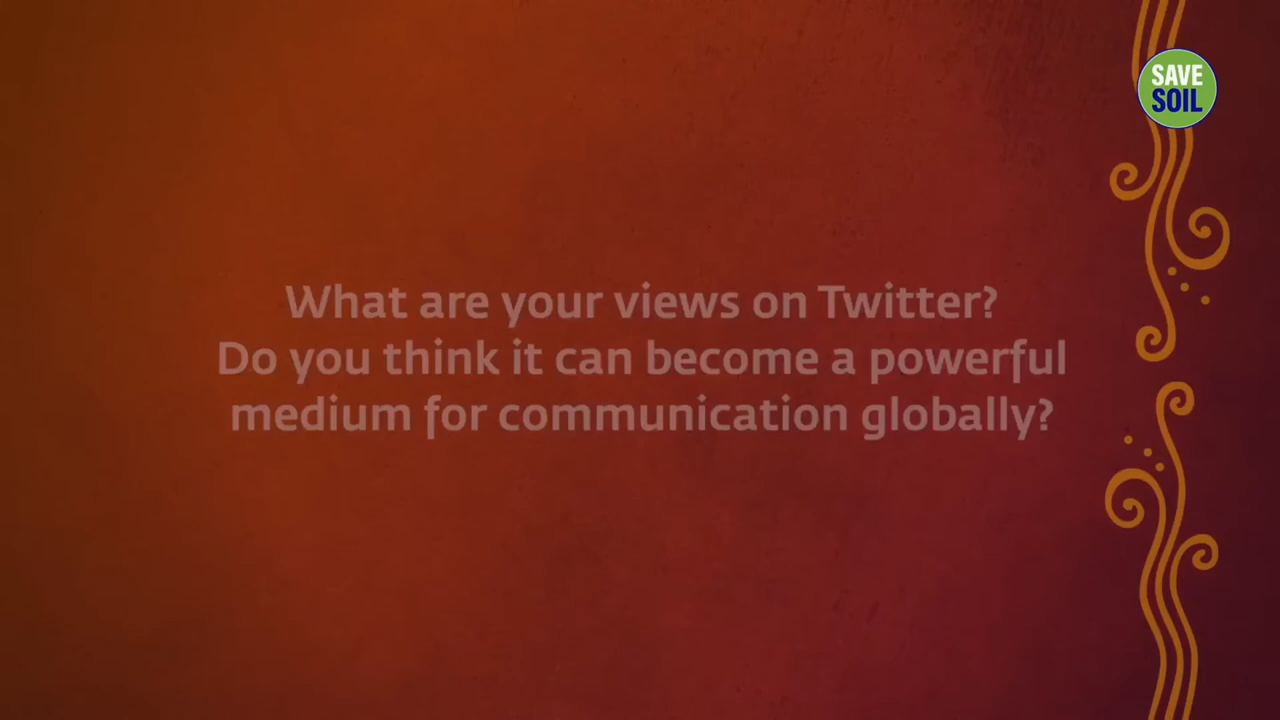 SAVE
SOIL
What are your views on Twitter?
Do you think it can become a powerful
medium for communication globally?